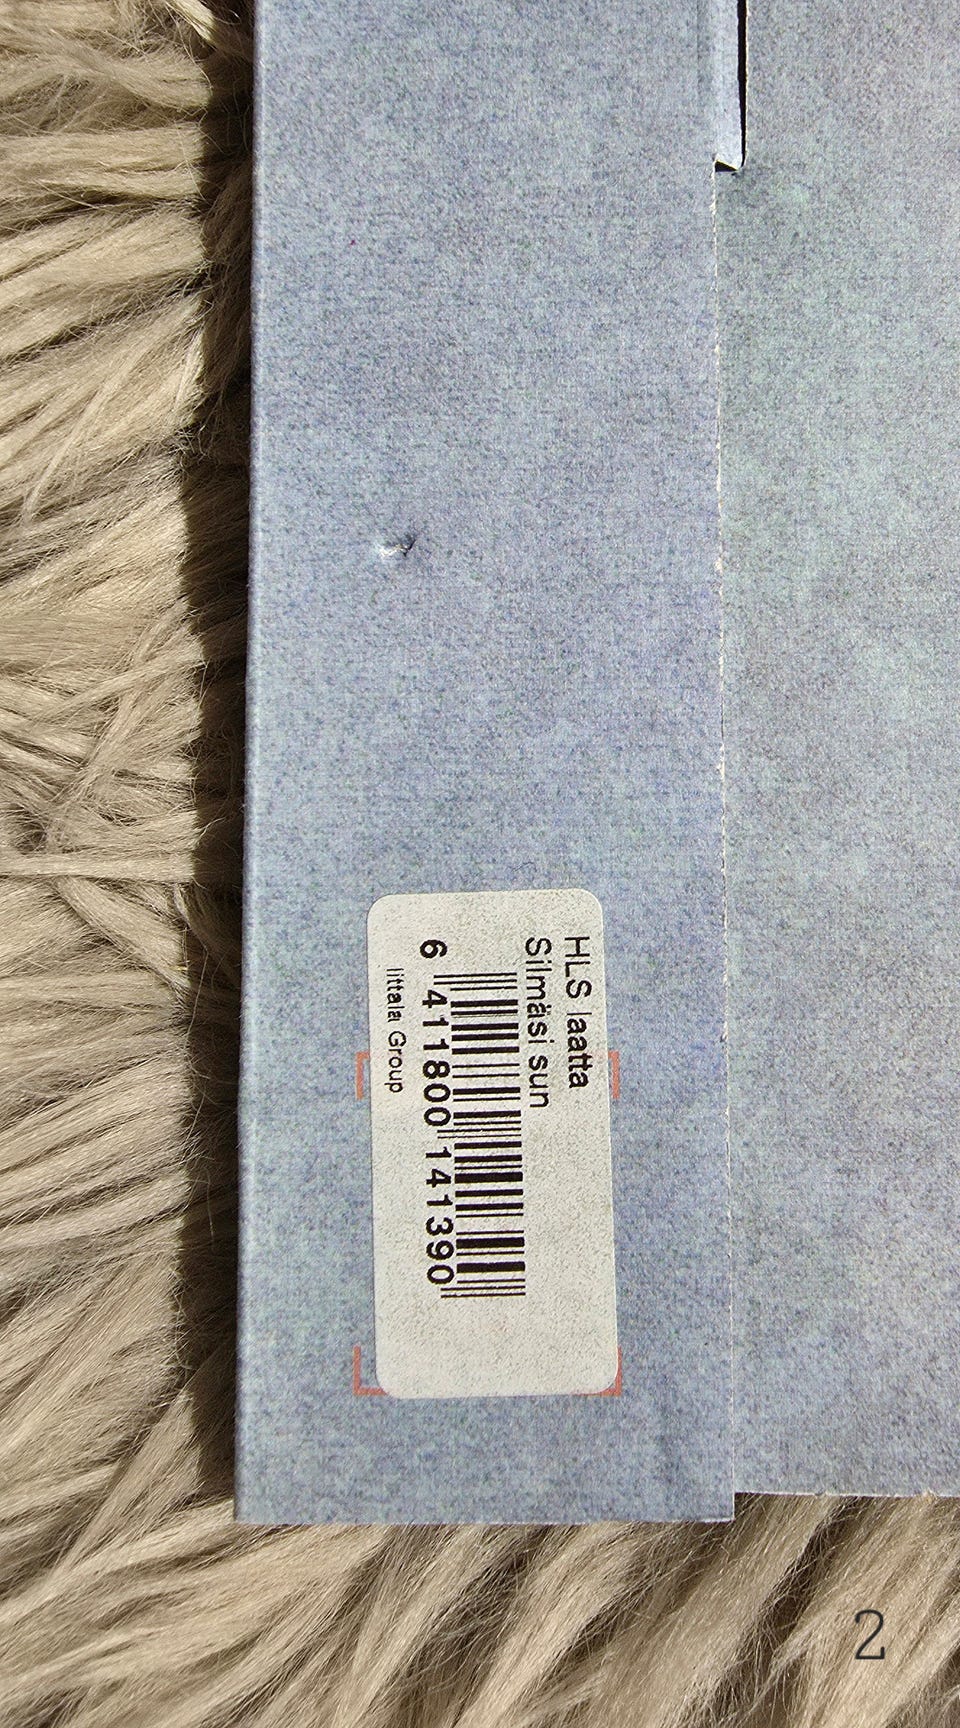 HLS laatta
Silmäsi sun
6 411800 141390
Iittala Group
2